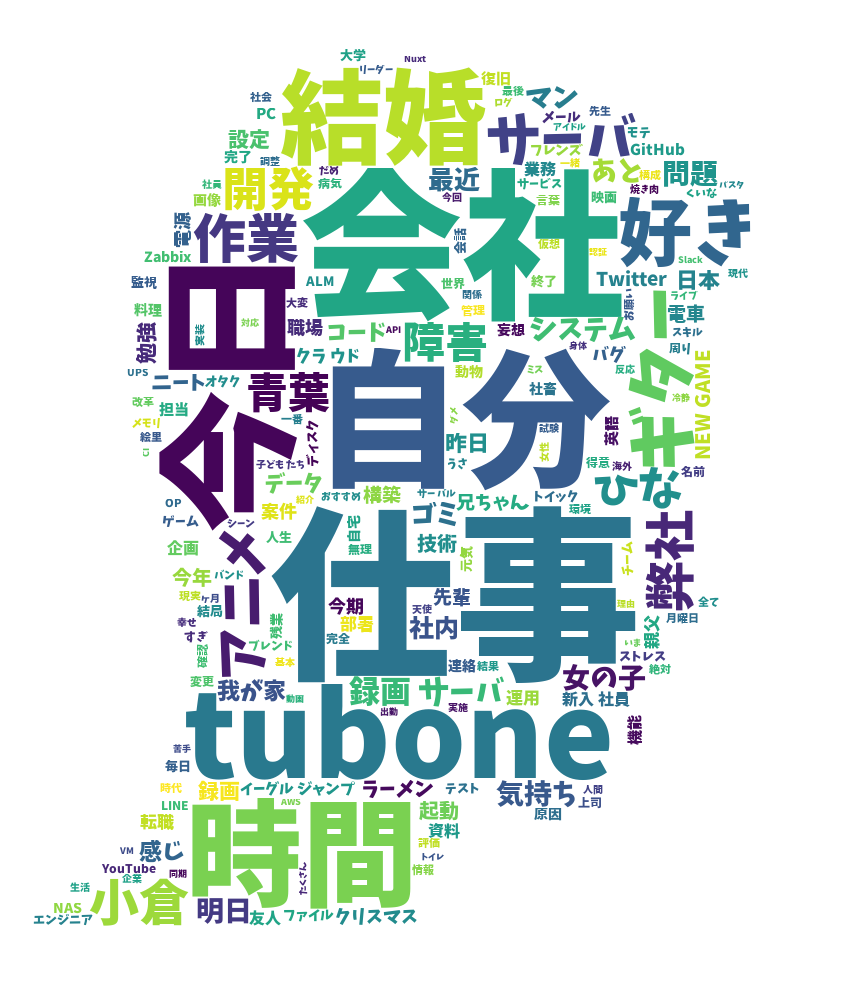 大学
リーダー
Nuxt
結婚
復旧
ログ
最後
マン
社会
PC
設定
完了
調整
サーバ
メール
アイドル
先生
モテ
GitHub
フレンズ
一緒
あと
構成
問題
焼き肉
くいな
パスタ
社員
画像
開発
だめ
病気
最近
今回
業務
サービス
言葉
映画
電源
作業
会社
会話
仮想
認証
好き
Slack
現代
Zabbix
監視
日
ALM
世界
関係
管理
終了
Twitter
日本
お願い
ライブ
料理
勉強
実装
対応
大変
職場
コード
API
障害
妄想
システム
ギター
電車
スキル
周り
クラウド
身体
バグ
反応
UPS
ニート
オタク
青葉
自分
動物
ミス
社畜
冷静
NEW GAME
改革
担当
メモリ
絵里
CI
今
一番
ディスク
ダメ
試験
女性
英語
昨日
うさ
子どもたち
得意
海外
ひな
名前
データ
おすすめ
紹介
構築
サーバル
兄ちゃん
トイック
環境
OP
ゲーム
シーン
案件
ゴミ
自宅
無理
人生
技術
元気
チーム
弊社
企画
アニメ
仕事
今年
バンド
現実
ヶ月
結局
今期
部署
先輩
天使
社内
理由
全て
月曜日
幸せ
すぎ
残業
完全
親父
いま
確認
ブレンド
基本
連絡
結果
ストレス
絶対
変更
我が家
動画
録画
サーバ
運用
女の子
新入社員
tubone
出勤
実施
機能
苦手
毎日
時代
録画
イーグルジャンプ
ラーメン
テスト
気持ち
人間
上司
LINE
AWS
転職
時間
起動
資料
原因
VM
感じ
評価
トイレ
YouTube
企業
同期
たくさん
情報
生活
NAS
小倉
エンジニア
明日
友人
ファイル
クリスマス